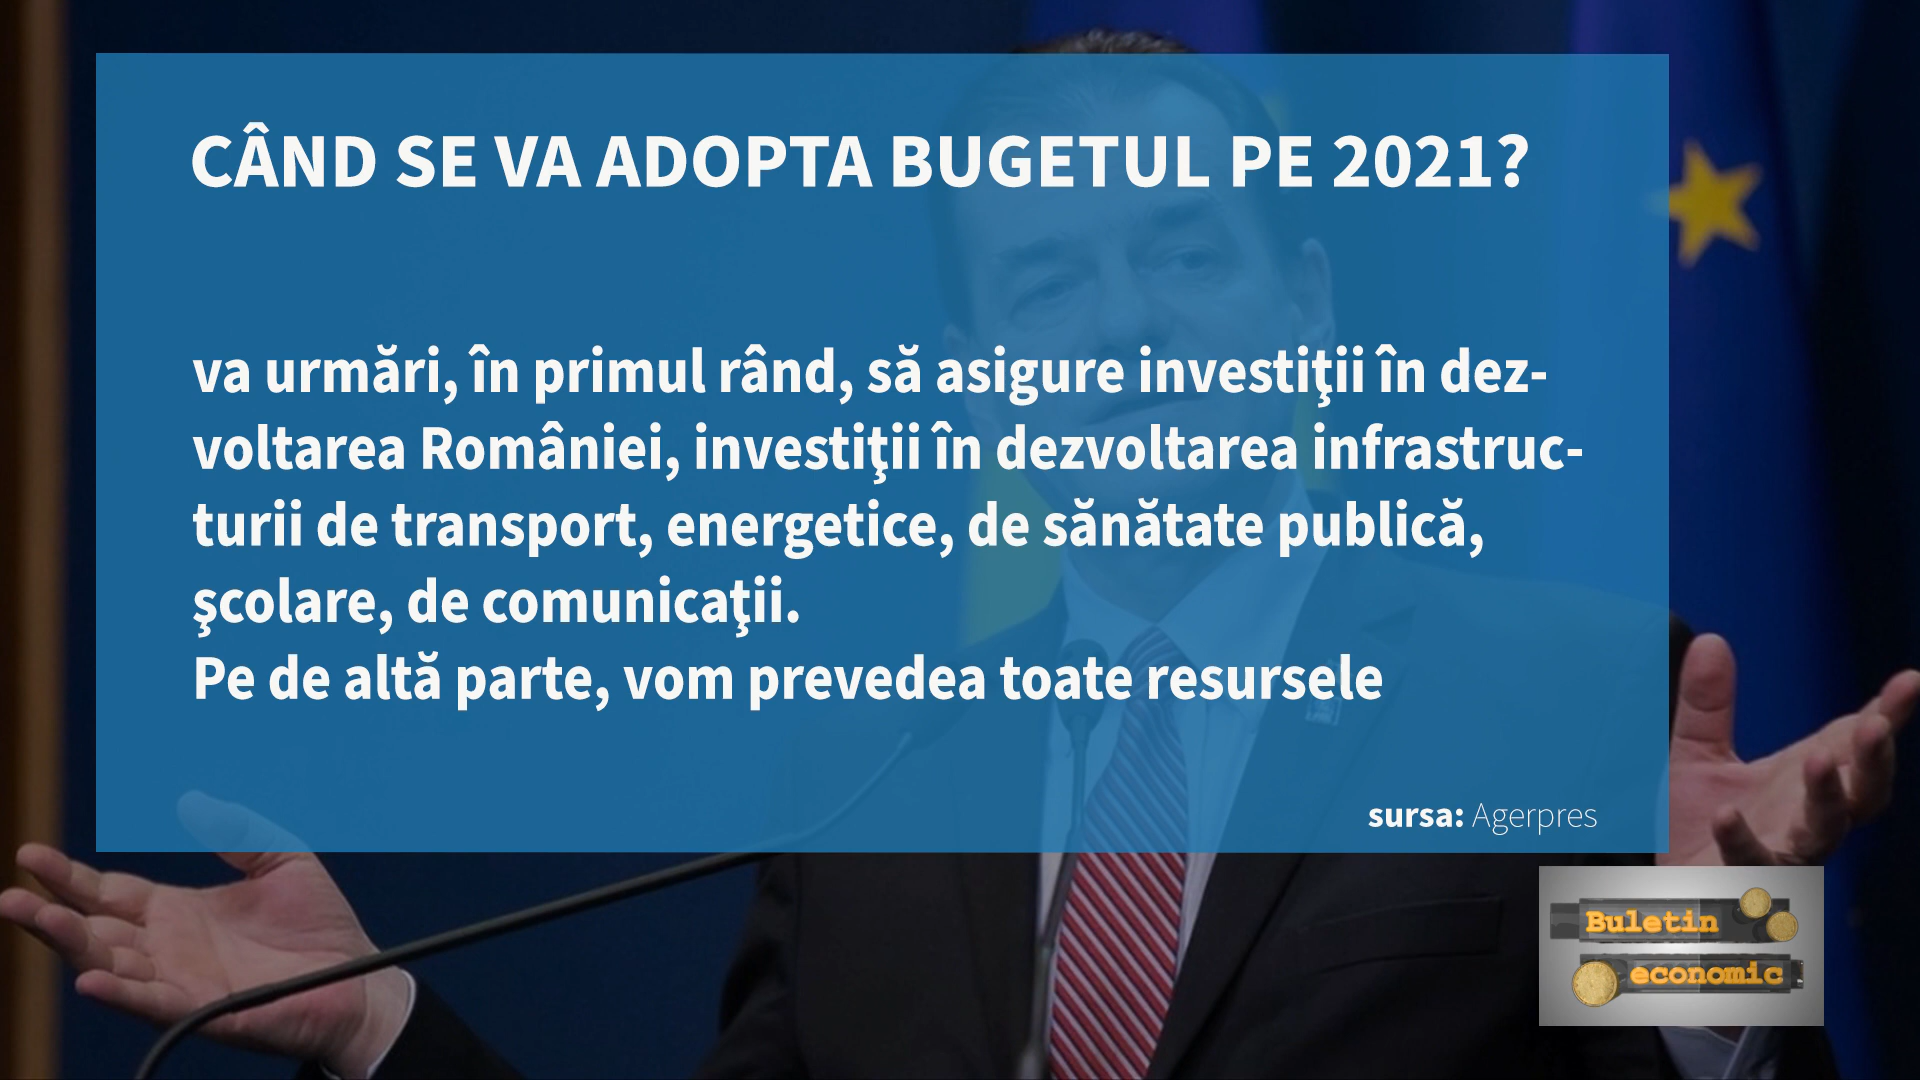 CÂND SE VA ADOPTA BUGETUL PE 2021?
va urmări, în primul rând, să asigure investiţii în dez-
voltarea României, investiţii în dezvoltarea infrastruc-
turii de transport, energetice, de sănătate publică,
şcolare, de comunicaţii.
Pe de altă parte, vom prevedea toate resursele
sursa: Agerpres
Buletin
economic